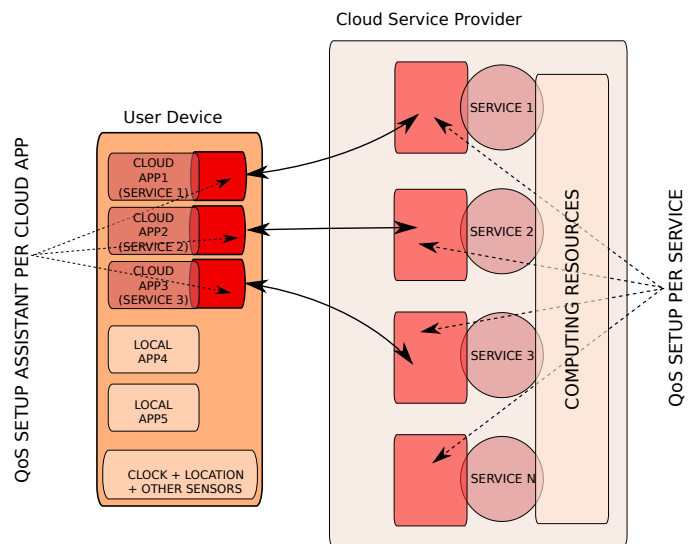 Cloud Service Provider
User Device
QoS SETUP ASSISTANT PER CLOUD APP
CLOUD
APP1
(SERVICE 1)
CLOUD
APP2
(SERVICE 2)
CLOUD
APP3
(SERVICE 3)
LOCAL
APP4
LOCAL
APP5
CLOCK + LOCATION
+ OTHER SENSORS
SERVICE 1
SERVICE 2
SERVICE 3
SERVICE N
COMPUTING RESOURCES
QoS SETUP PER SERVICE